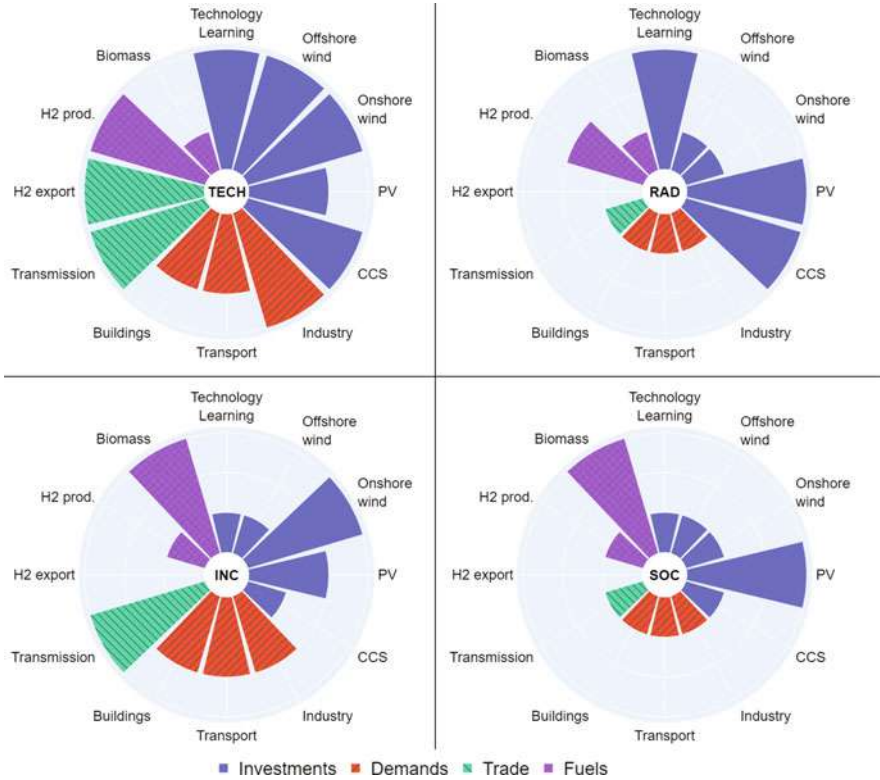 Technology
Learning
Offshore
wind
Onshore
wind
PV
CCS
Industry
Transport
Buildings
Transmission
H2 export
H2 prod.
Biomass
TECH
Technology
Learning
Offshore
wind
Onshore
wind
PV
CCS
Industry
Transport
Buildings
Transmission
H2 export
H2 prod.
Biomass
RAD
Technology
Learning
Offshore
wind
Onshore
wind
PV
CCS
Industry
Transport
Buildings
Transmission
H2 export
H2 prod.
Biomass
INC
Technology
Learning
Offshore
wind
Onshore
wind
PV
CCS
Industry
Transport
Buildings
Transmission
H2 export
H2 prod.
Biomass
SOC
Investments Demands Trade Fuels